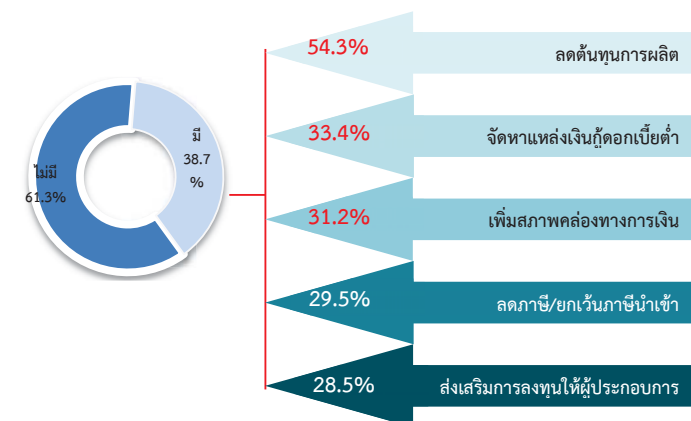 54.3%
ลดต้นทุนการผลิต
33.4%
จัดหาแหล่งเงินกู้ดอกเบี้ยต่ำ
มี
38.7
%
ไม่มี
61.3%
31.2%
เพิ่มสภาพคล่องทางการเงิน
29.5%
ลดภาษี/ยกเว้นภาษีนำเข้า
28.5%
ส่งเสริมการลงทุนให้ผู้ประกอบการ